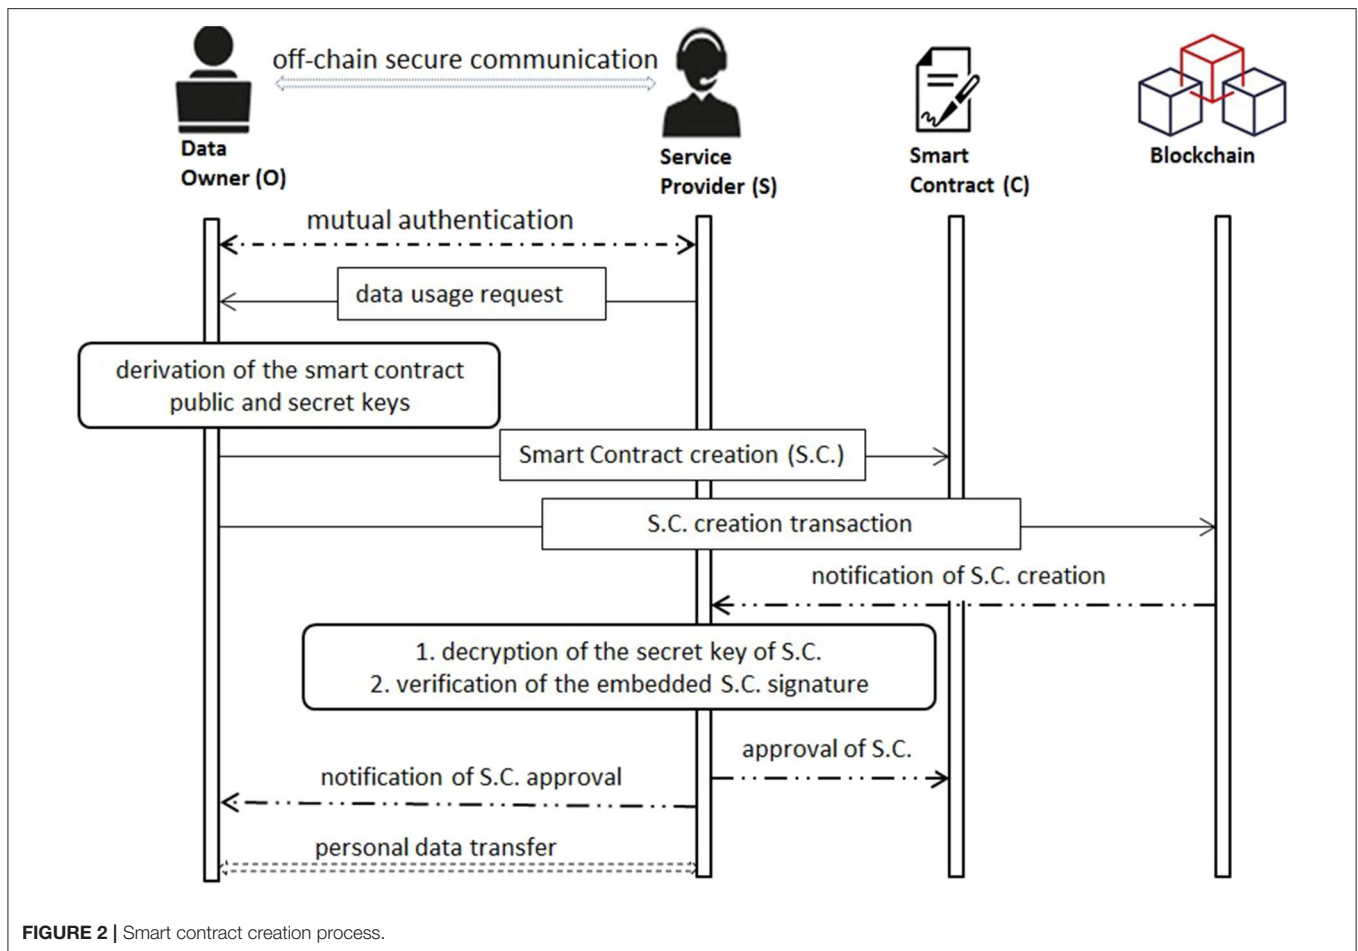 off-chain secure communication
Data
Owner (O)
Service
Provider (S)
Smart
Contract (C)
Blockchain
mutual authentication
data usage request
derivation of the smart contract
public and secret keys
Smart Contract creation (S.C.)
S.C. creation transaction
notification of S.C. creation
1. decryption of the secret key of S.C.
2. verification of the embedded S.C. signature
approval of S.C.
notification of S.C. approval
personal data transfer
FIGURE 2 | Smart contract creation process.